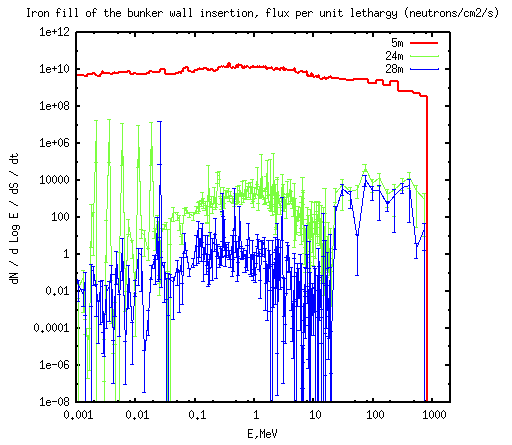 Iron fill of the bunker wall insertion, flux per unit lethargy (neutrons/cm2/s)
1e+12
1e+10
1e+08
1e+06
10000
100
1
0.01
0.0001
1e-06
1e-08
dN / d Log E / dS / dt
5m
24m
28m
0.001
0.01
0.1
1
10
100
1000
E,MeV